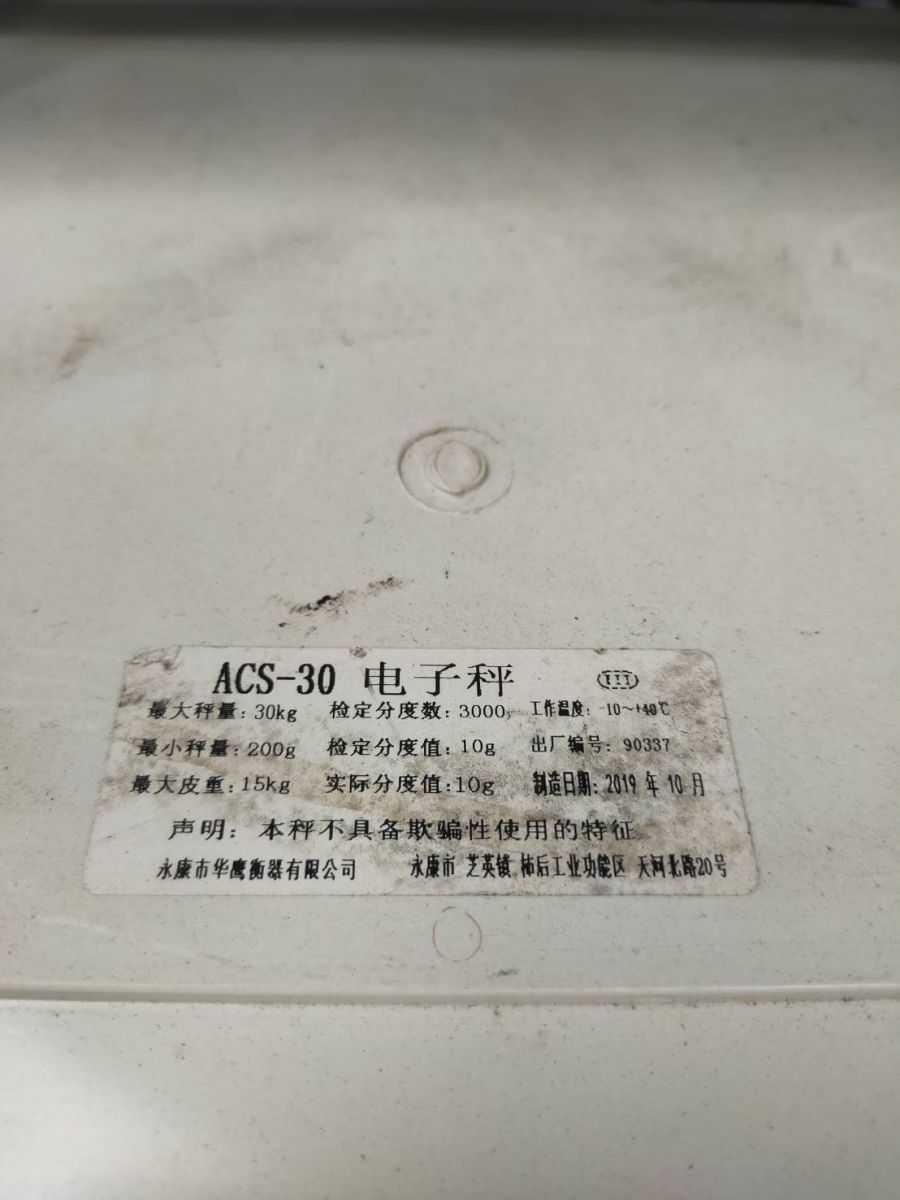 ACS-30 电子秤 III
最大秤量: 30kg 检定分度数: 3000 工作温度: -10～+40℃
最小秤量: 200g 检定分度值: 10g 出厂编号: 90337
最大皮重: 15kg 实际分度值: 10g 制造日期: 2019 年 10 月
声明: 本秤不具备欺骗性使用的特征
永康市华鹰衡器有限公司 永康市 芝英镇 柿后工业功能区 天河北路20号